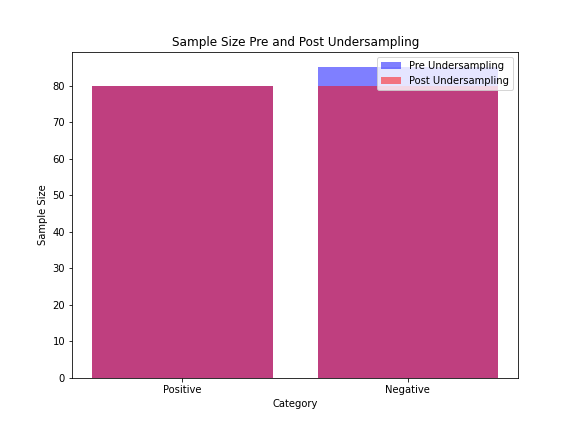 Sample Size Pre and Post Undersampling
Pre Undersampling
Post Undersampling
80
70
60
50
40
30
20
10
0
Sample Size
Positive
Negative
Category